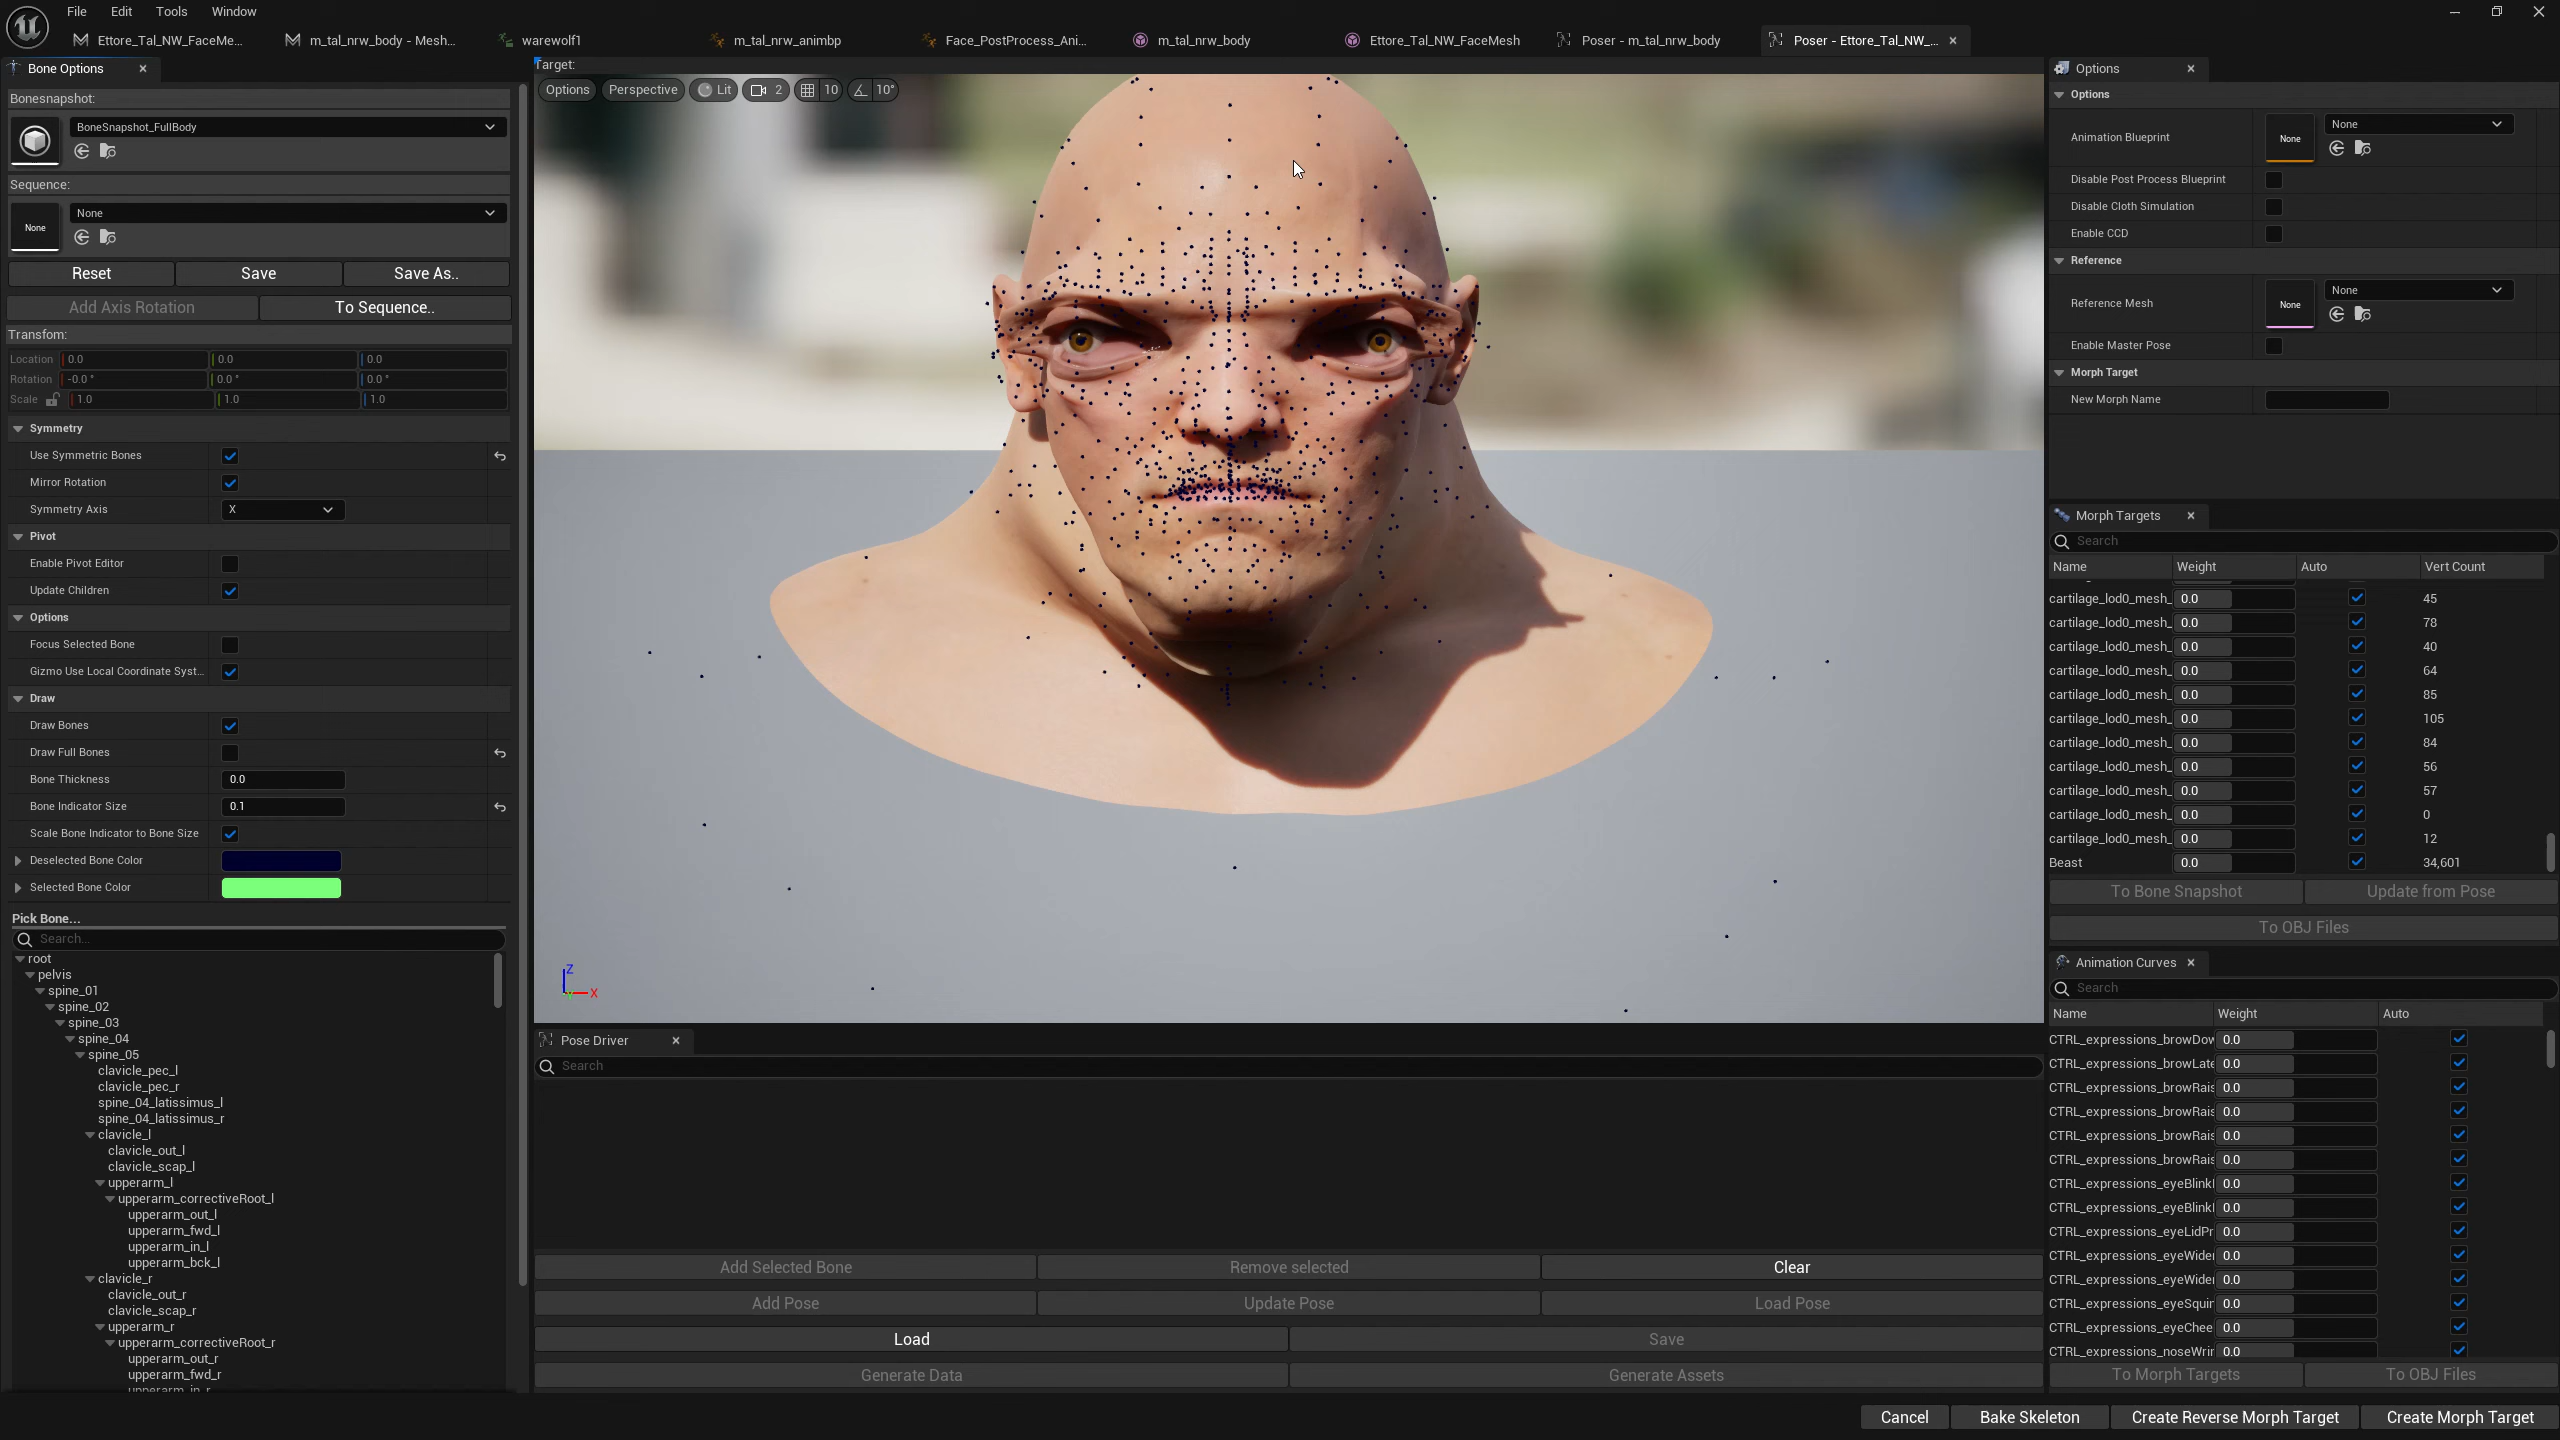 File Edit Tools Window
Ettore_Tal_NW_FaceMe... m_tal_nrw_body - Mesh... warewolf1 m_tal_nrw_animbp Face_PostProcess_Ani... m_tal_nrw_body Ettore_Tal_NW_FaceMesh Poser - m_tal_nrw_body Poser - Ettore_Tal_NW_...
Bone Options
Bonesnapshot:
BoneSnapshot_FullBody
Sequence:
None
None
Reset Save Save As..
Add Axis Rotation To Sequence..
Transfom:
Location 0.0 0.0 0.0
Rotation -0.0 ° 0.0 ° 0.0 °
Scale 1.0 1.0 1.0
Symmetry
Use Symmetric Bones
Mirror Rotation
Symmetry Axis X
Pivot
Enable Pivot Editor
Update Children
Options
Focus Selected Bone
Gizmo Use Local Coordinate Syst...
Draw
Draw Bones
Draw Full Bones
Bone Thickness 0.0
Bone Indicator Size 0.1
Scale Bone Indicator to Bone Size
Deselected Bone Color
Selected Bone Color
Pick Bone...
Search...
root
pelvis
spine_01
spine_02
spine_03
spine_04
spine_05
clavicle_pec_l
clavicle_pec_r
spine_04_latissimus_l
spine_04_latissimus_r
clavicle_l
clavicle_out_l
clavicle_scap_l
upperarm_l
upperarm_correctiveRoot_l
upperarm_out_l
upperarm_fwd_l
upperarm_in_l
upperarm_bck_l
clavicle_r
clavicle_out_r
clavicle_scap_r
upperarm_r
upperarm_correctiveRoot_r
upperarm_out_r
upperarm_fwd_r
upperarm_in_r
Target:
Options Perspective Lit 2 10 10°
Z
X
Pose Driver
Search
Add Selected Bone Remove selected Clear
Add Pose Update Pose Load Pose
Load Save
Generate Data Generate Assets
Options
Options
Animation Blueprint None None
Disable Post Process Blueprint
Disable Cloth Simulation
Enable CCD
Reference
Reference Mesh None None
Enable Master Pose
Morph Target
New Morph Name
Morph Targets
Search
Name Weight Auto Vert Count
cartilage_lod0_mesh_ 0.0 45
cartilage_lod0_mesh_ 0.0 78
cartilage_lod0_mesh_ 0.0 40
cartilage_lod0_mesh_ 0.0 64
cartilage_lod0_mesh_ 0.0 85
cartilage_lod0_mesh_ 0.0 105
cartilage_lod0_mesh_ 0.0 84
cartilage_lod0_mesh_ 0.0 56
cartilage_lod0_mesh_ 0.0 57
cartilage_lod0_mesh_ 0.0 0
cartilage_lod0_mesh_ 0.0 12
Beast 0.0 34,601
To Bone Snapshot Update from Pose
To OBJ Files
Animation Curves
Search
Name Weight Auto
CTRL_expressions_browDow 0.0
CTRL_expressions_browLate 0.0
CTRL_expressions_browRais 0.0
CTRL_expressions_browRais 0.0
CTRL_expressions_browRais 0.0
CTRL_expressions_browRais 0.0
CTRL_expressions_eyeBlinkl 0.0
CTRL_expressions_eyeBlinkl 0.0
CTRL_expressions_eyeLidPr 0.0
CTRL_expressions_eyeWider 0.0
CTRL_expressions_eyeWider 0.0
CTRL_expressions_eyeSquin 0.0
CTRL_expressions_eyeChee 0.0
CTRL_expressions_noseWrin 0.0
To Morph Targets To OBJ Files
Cancel Bake Skeleton Create Reverse Morph Target Create Morph Target